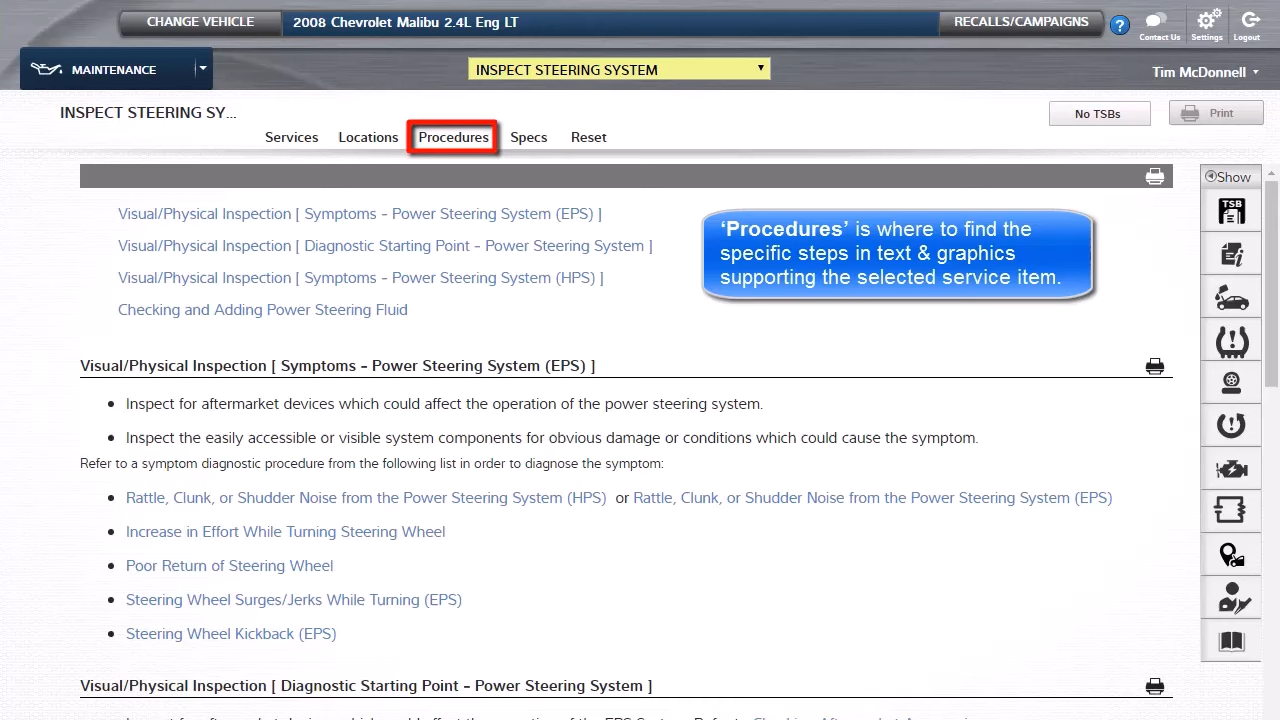 CHANGE VEHICLE
2008 Chevrolet Malibu 2.4L Eng LT
RECALLS/CAMPAIGNS
?
Contact Us
Settings
Logout
MAINTENANCE
INSPECT STEERING SYSTEM
Tim McDonnell
INSPECT STEERING SY...
No TSBs
Print
Services
Locations
Procedures
Specs
Reset
Show
TSB
Visual/Physical Inspection [ Symptoms - Power Steering System (EPS) ]
Visual/Physical Inspection [ Diagnostic Starting Point - Power Steering System ]
Visual/Physical Inspection [ Symptoms - Power Steering System (HPS) ]
Checking and Adding Power Steering Fluid
‘Procedures’ is where to find the
specific steps in text & graphics
supporting the selected service item.
Visual/Physical Inspection [ Symptoms - Power Steering System (EPS) ]
• Inspect for aftermarket devices which could affect the operation of the power steering system.
• Inspect the easily accessible or visible system components for obvious damage or conditions which could cause the symptom.
Refer to a symptom diagnostic procedure from the following list in order to diagnose the symptom:
• Rattle, Clunk, or Shudder Noise from the Power Steering System (HPS) or Rattle, Clunk, or Shudder Noise from the Power Steering System (EPS)
• Increase in Effort While Turning Steering Wheel
• Poor Return of Steering Wheel
• Steering Wheel Surges/Jerks While Turning (EPS)
• Steering Wheel Kickback (EPS)
Visual/Physical Inspection [ Diagnostic Starting Point - Power Steering System ]